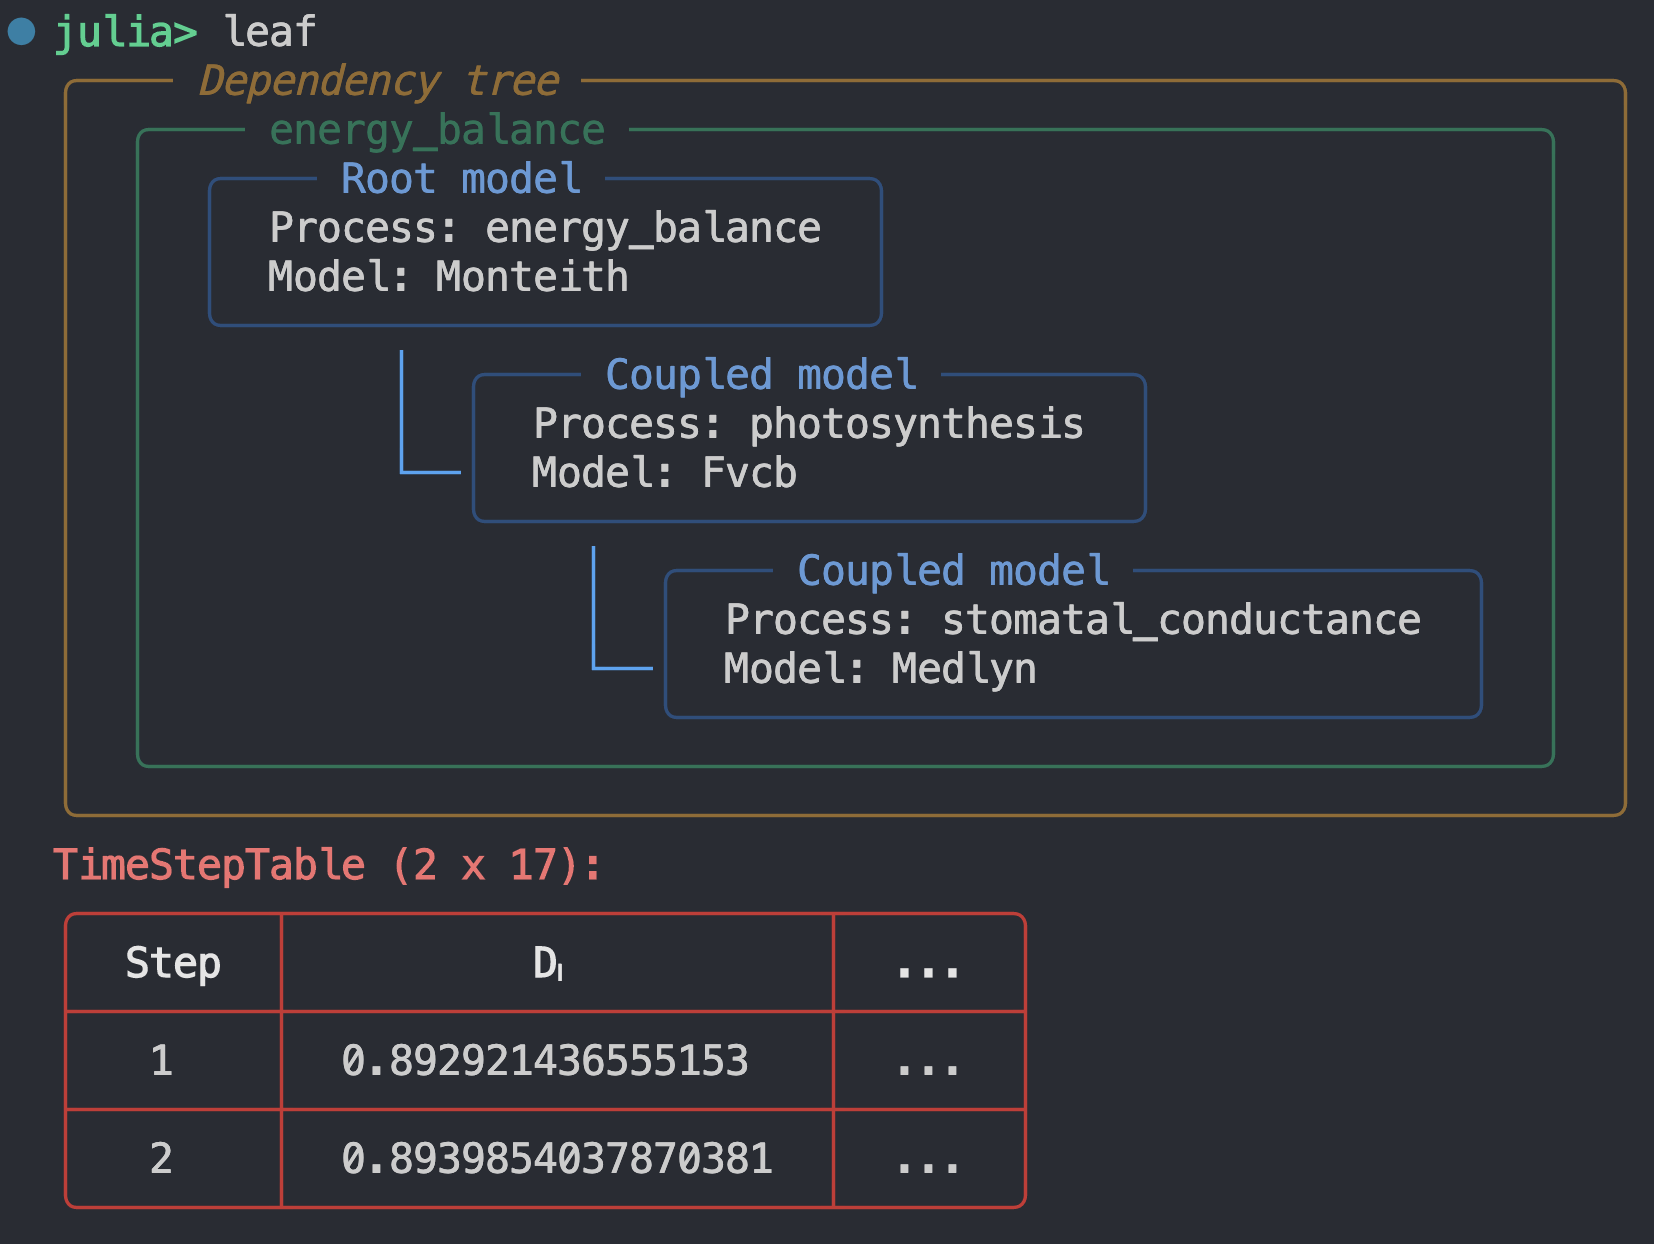 julia> leaf
Dependency tree
energy_balance
Root model
Process: energy_balance
Model: Monteith
Coupled model
Process: photosynthesis
Model: Fvcb
Coupled model
Process: stomatal_conductance
Model: Medlyn
TimeStepTable (2 x 17):
Step Dₗ ...
1 0.892921436555153 ...
2 0.8939854037870381 ...